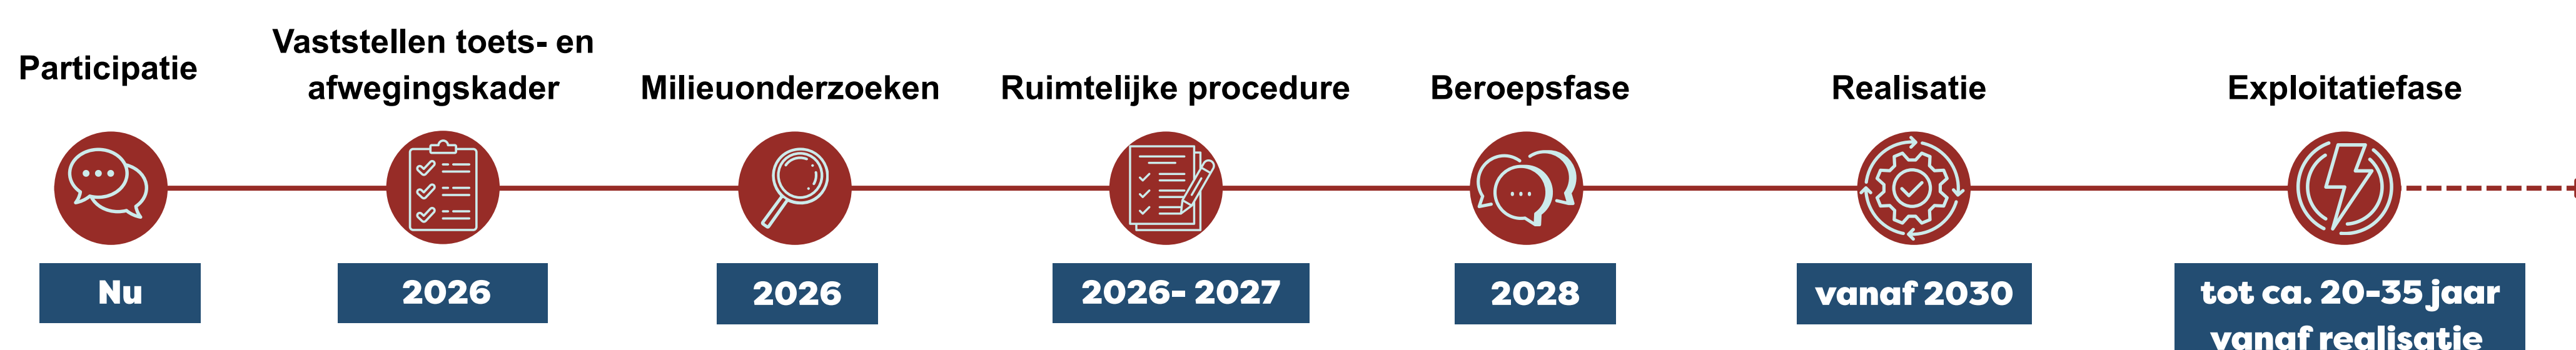 Participatie
Vaststellen toets- en
afwegingskader
Milieuonderzoeken
Ruimtelijke procedure
Beroepsfase
Realisatie
Exploitatiefase
Nu
2026
2026
2026- 2027
2028
vanaf 2030
tot ca. 20-35 jaar
vanaf realisatie